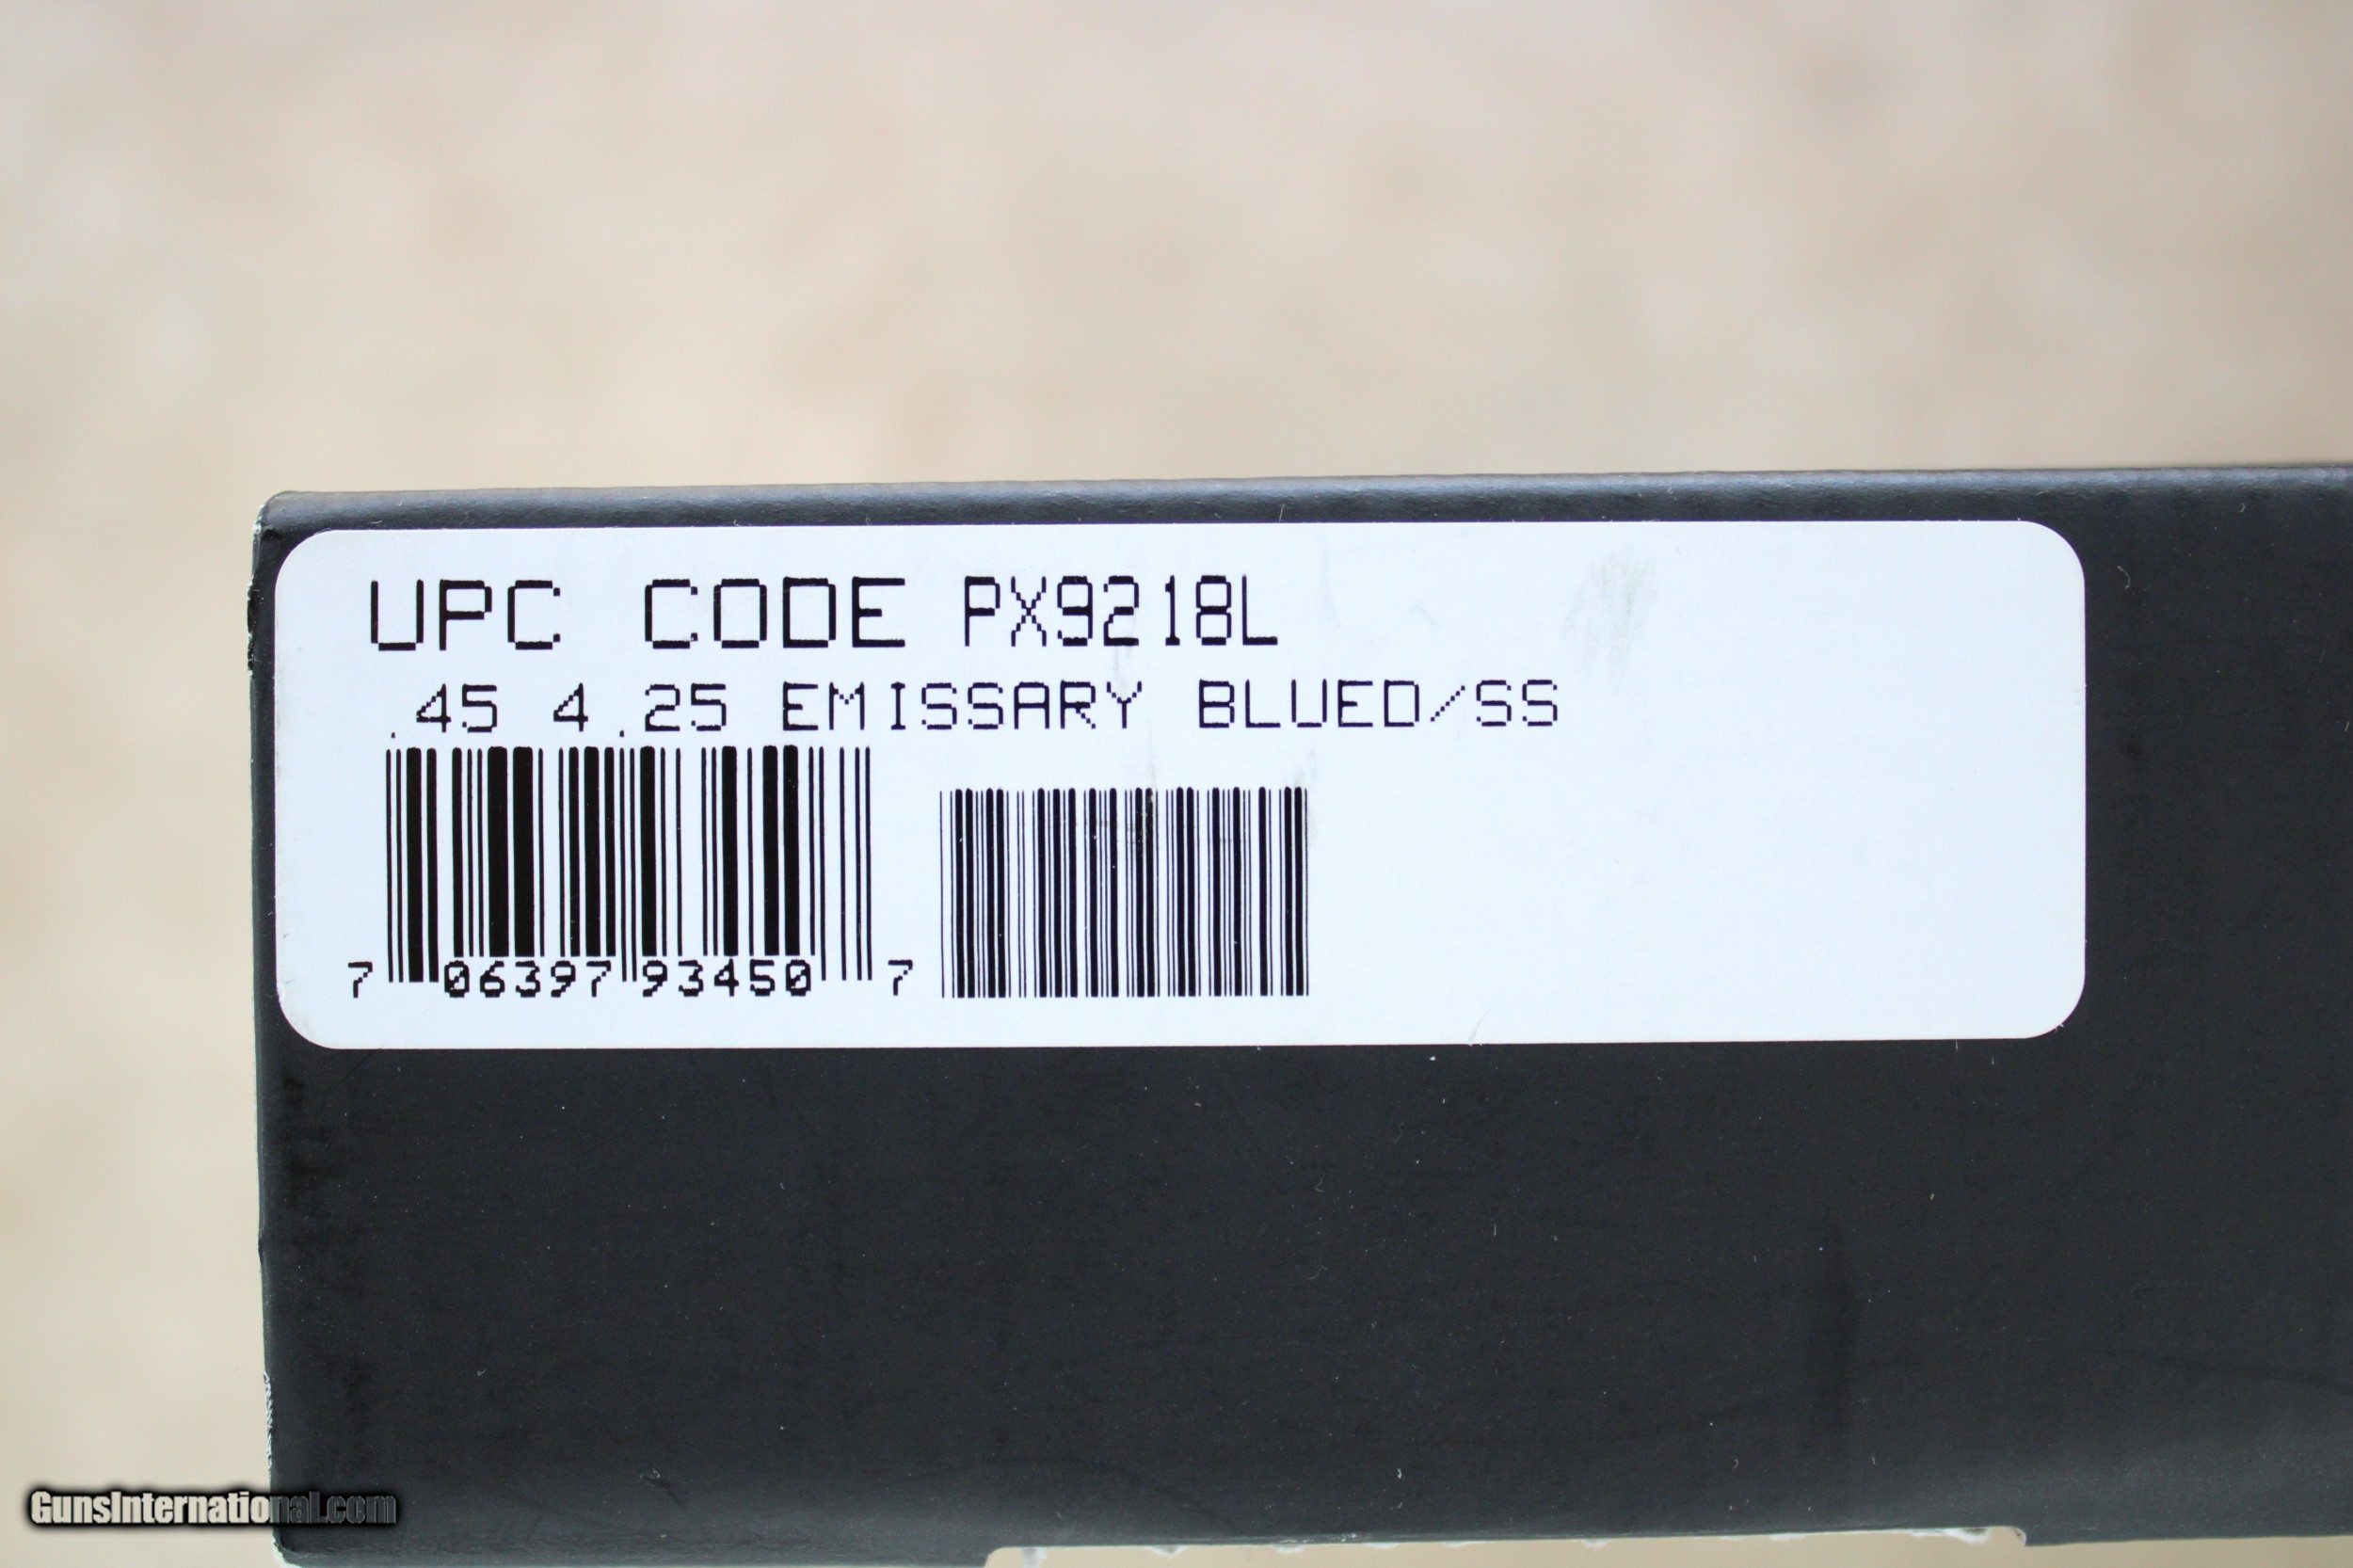 UPC CODE PX9218L
.45 4.25 EMISSARY BLUED/SS
7 06397 93450 7
GunsInternational.com